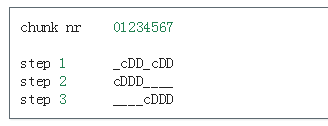 chunk nr    01234567
step 1      _cDD_cDD
step 2      cDDD____
step 3      ____cDDD